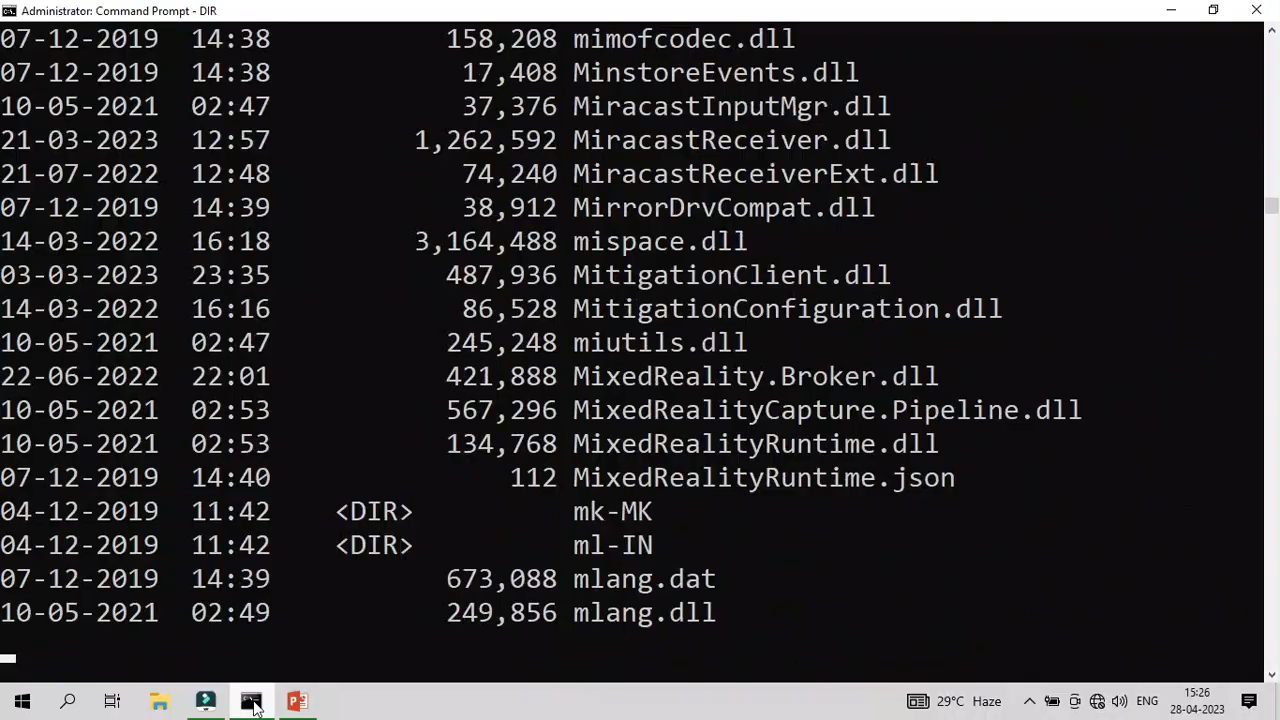 Administrator: Command Prompt - DIR
07-12-2019  14:38           158,208 mimofcodec.dll
07-12-2019  14:38            17,408 MinstoreEvents.dll
10-05-2021  02:47            37,376 MiracastInputMgr.dll
21-03-2023  12:57         1,262,592 MiracastReceiver.dll
21-07-2022  12:48            74,240 MiracastReceiverExt.dll
07-12-2019  14:39            38,912 MirrorDrvCompat.dll
14-03-2022  16:18         3,164,488 mispace.dll
03-03-2023  23:35           487,936 MitigationClient.dll
14-03-2022  16:16            86,528 MitigationConfiguration.dll
10-05-2021  02:47           245,248 miutils.dll
22-06-2022  22:01           421,888 MixedReality.Broker.dll
10-05-2021  02:53           567,296 MixedRealityCapture.Pipeline.dll
10-05-2021  02:53           134,768 MixedRealityRuntime.dll
07-12-2019  14:40               112 MixedRealityRuntime.json
04-12-2019  11:42    <DIR>          mk-MK
04-12-2019  11:42    <DIR>          ml-IN
07-12-2019  14:39           673,088 mlang.dat
10-05-2021  02:49           249,856 mlang.dll
29°C Haze ENG 15:26
28-04-2023